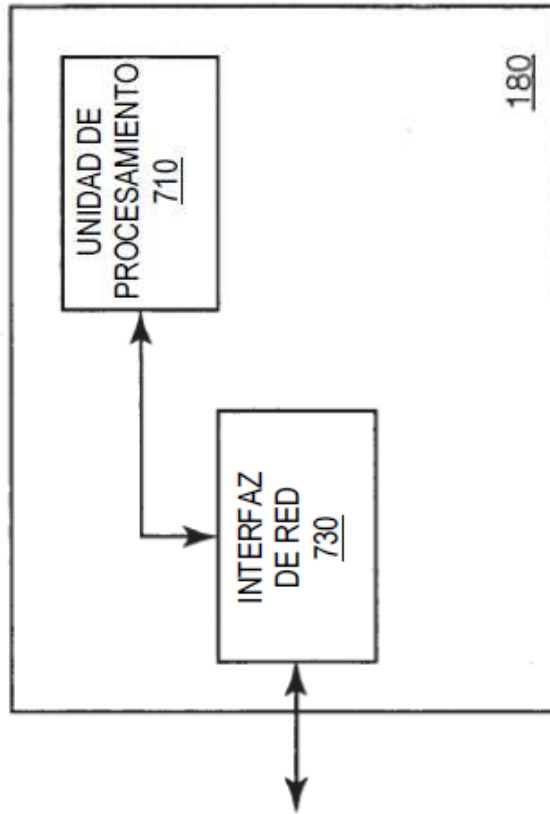 UNIDAD DE
PROCESAMIENTO
710
INTERFAZ
DE RED
730
180